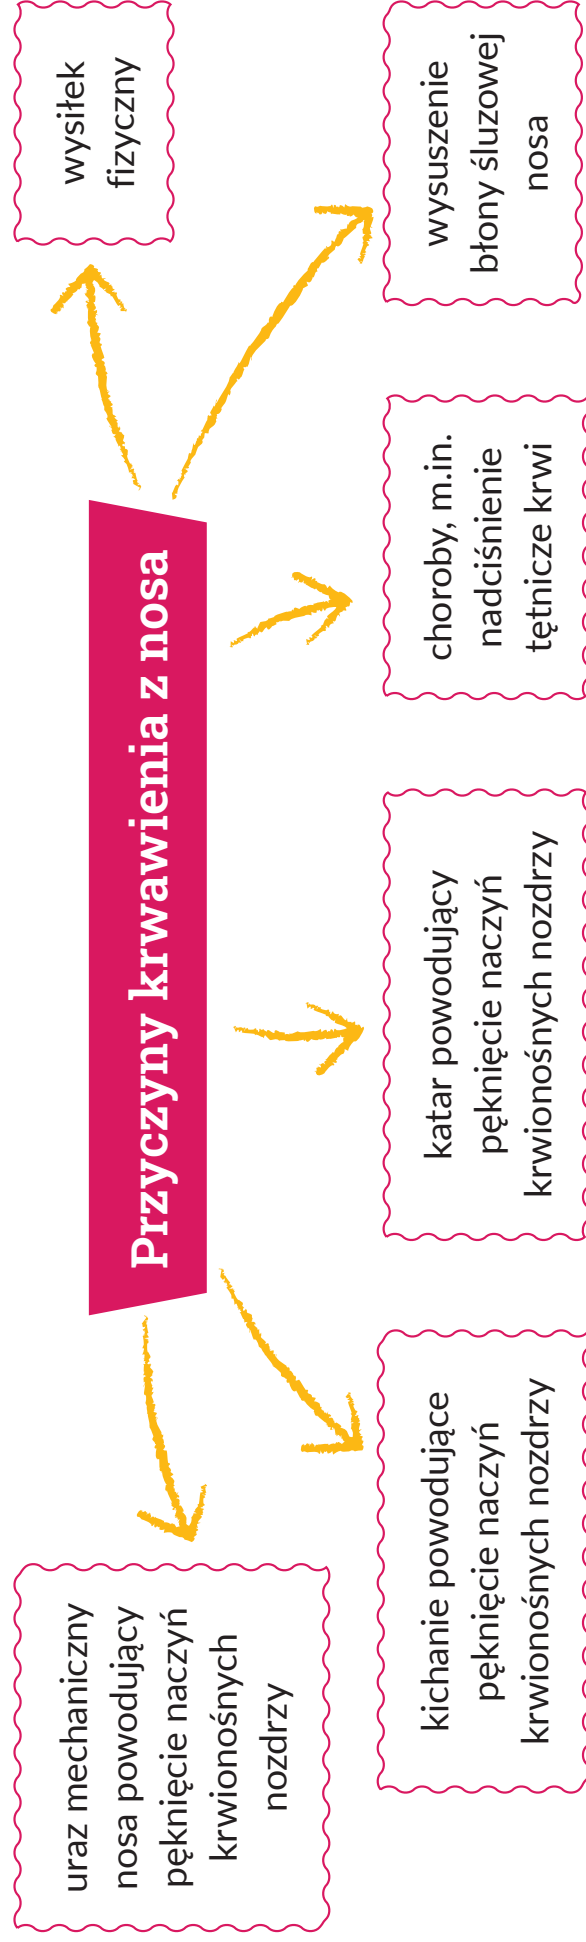 Przyczyny krwawienia z nosa
uraz mechaniczny
nosa powodujący
pęknięcie naczyń
krwionośnych
nozdrzy
kichanie powodujące
pęknięcie naczyń
krwionośnych nozdrzy
katar powodujący
pęknięcie naczyń
krwionośnych nozdrzy
choroby, m.in.
nadciśnienie
tętnicze krwi
wysuszenie
błony śluzowej
nosa
wysiłek
fizyczny